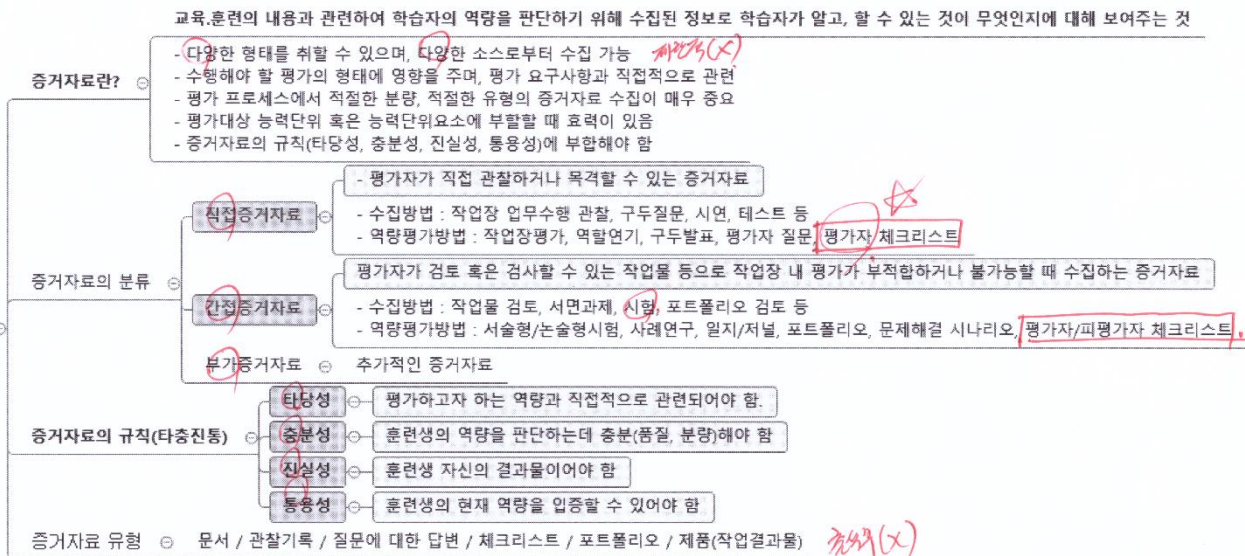 교육.훈련의 내용과 관련하여 학습자의 역량을 판단하기 위해 수집된 정보로 학습자가 알고, 할 수 있는 것이 무엇인지에 대해 보여주는 것
증거자료란?
- 다양한 형태를 취할 수 있으며, 다양한 소스로부터 수집 가능 (X)
- 수행해야 할 평가의 형태에 영향을 주며, 평가 요구사항과 직접적으로 관련
- 평가 프로세스에서 적절한 분량, 적절한 유형의 증거자료 수집이 매우 중요
- 평가대상 능력단위 혹은 능력단위요소에 부할할 때 효력이 있음
- 증거자료의 규칙(타당성, 충분성, 진실성, 통용성)에 부합해야 함
증거자료의 분류
직접증거자료
- 평가자가 직접 관찰하거나 목격할 수 있는 증거자료
- 수집방법 : 작업장 업무수행 관찰, 구두질문, 시연, 테스트 등
- 역량평가방법 : 작업장평가, 역할연기, 구두발표, 평가자 질문, 평가자 체크리스트
간접증거자료
평가자가 검토 혹은 검사할 수 있는 작업물 등으로 작업장 내 평가가 부적합하거나 불가능할 때 수집하는 증거자료
- 수집방법 : 작업물 검토, 서면과제, 시험, 포트폴리오 검토 등
- 역량평가방법 : 서술형/논술형시험, 사례연구, 일지/저널, 포트폴리오, 문제해결 시나리오, 평가자/피평가자 체크리스트
부가증거자료
추가적인 증거자료
증거자료의 규칙(타충진통)
타당성
평가하고자 하는 역량과 직접적으로 관련되어야 함.
충분성
훈련생의 역량을 판단하는데 충분(품질, 분량)해야 함
진실성
훈련생 자신의 결과물이어야 함
통용성
훈련생의 현재 역량을 입증할 수 있어야 함
증거자료 유형
문서 / 관찰기록 / 질문에 대한 답변 / 체크리스트 / 포트폴리오 / 제품(작업결과물) (X)